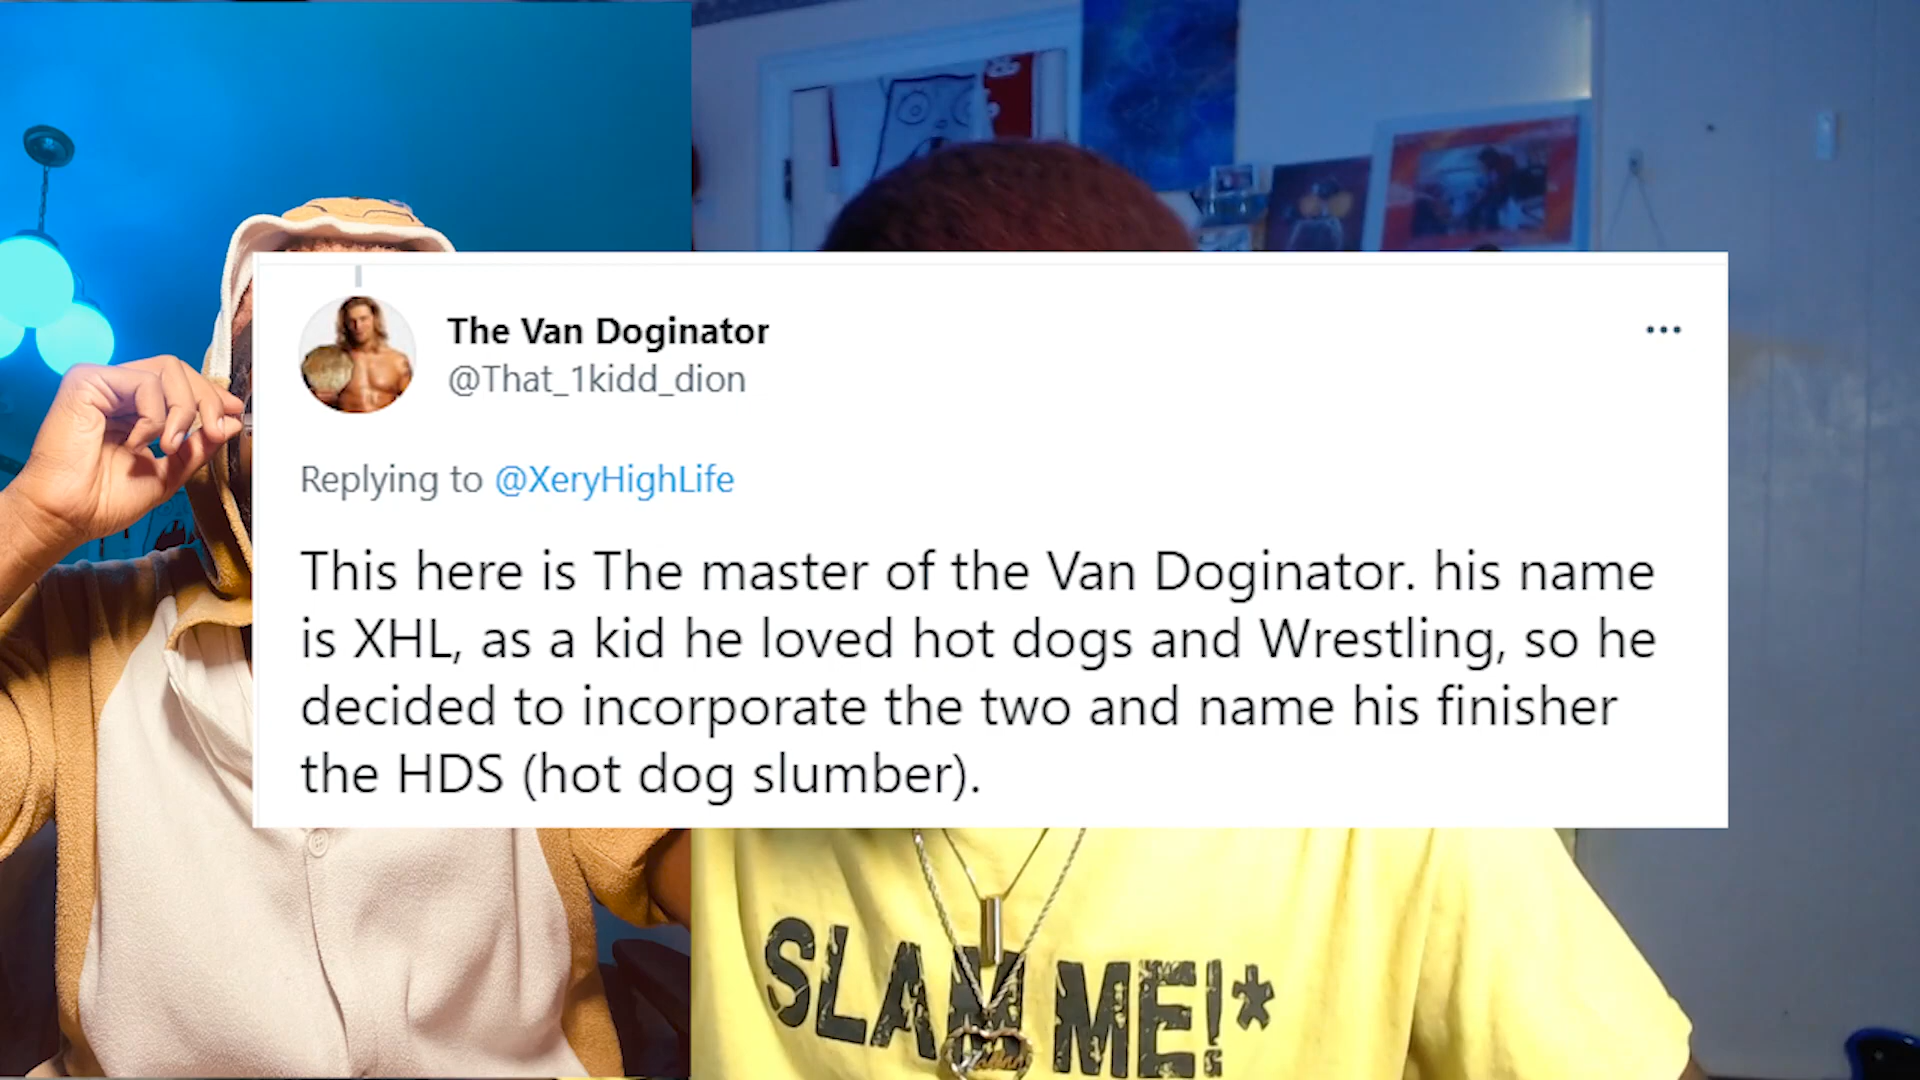 The Van Doginator
@That_1kidd_dion
Replying to @XeryHighLife
This here is The master of the Van Doginator. his name
is XHL, as a kid he loved hot dogs and Wrestling, so he
decided to incorporate the two and name his finisher
the HDS (hot dog slumber).
SLAM ME!*